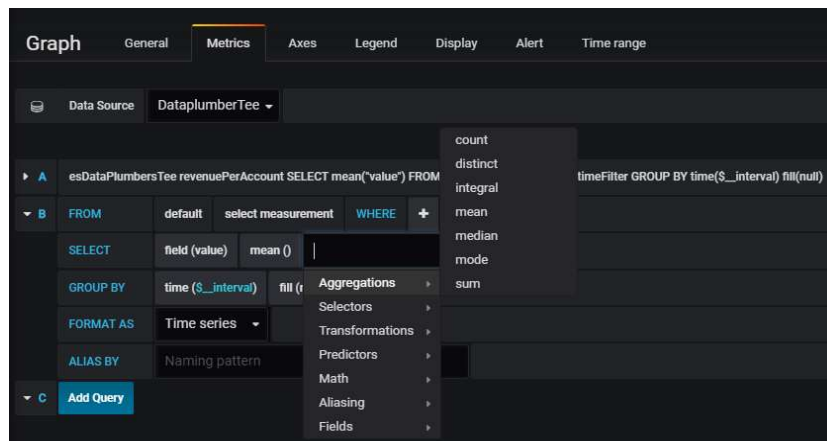 Graph General Metrics Axes Legend Display Alert Time range
Data Source DataplumberTee
count
distinct
integral
mean
median
mode
sum
A esDataPlumbersTee revenuePerAccount SELECT mean("value") FROM timeFilter GROUP BY time($__interval) fill(null)
B FROM default select measurement WHERE +
SELECT field (value) mean ()
GROUP BY time ($__interval) fill (
FORMAT AS Time series
ALIAS BY Naming pattern
Aggregations
Selectors
Transformations
Predictors
Math
Aliasing
Fields
C Add Query